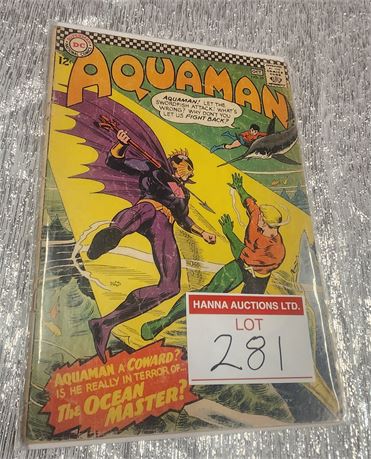 DC
12¢
OCT
AQUAMAN
AQUAMAN! LET THE
SWORDFISH ATTACK! WHAT'S
WRONG? WHY DON'T YOU
LET US FIGHT BACK?
HANNA AUCTIONS LTD.
LOT
281
AQUAMAN A COWARD?
IS HE REALLY IN TERROR OF...
The OCEAN
MASTER?